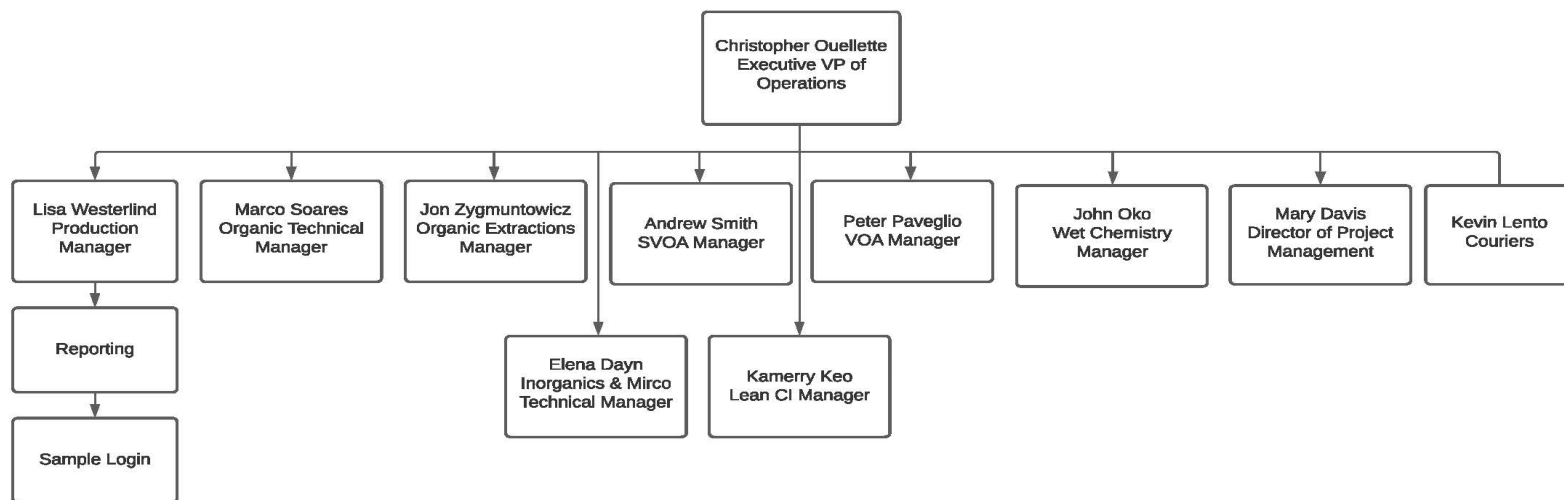 Christopher Ouellette
Executive VP of
Operations
Lisa Westerlind
Production
Manager
Marco Soares
Organic Technical
Manager
Jon Zygmuntowicz
Organic Extractions
Manager
Andrew Smith
SVOA Manager
Peter Paveglio
VOA Manager
John Oko
Wet Chemistry
Manager
Mary Davis
Director of Project
Management
Kevin Lento
Couriers
Reporting
Elena Dayn
Inorganics & Mirco
Technical Manager
Kamerry Keo
Lean CI Manager
Sample Login